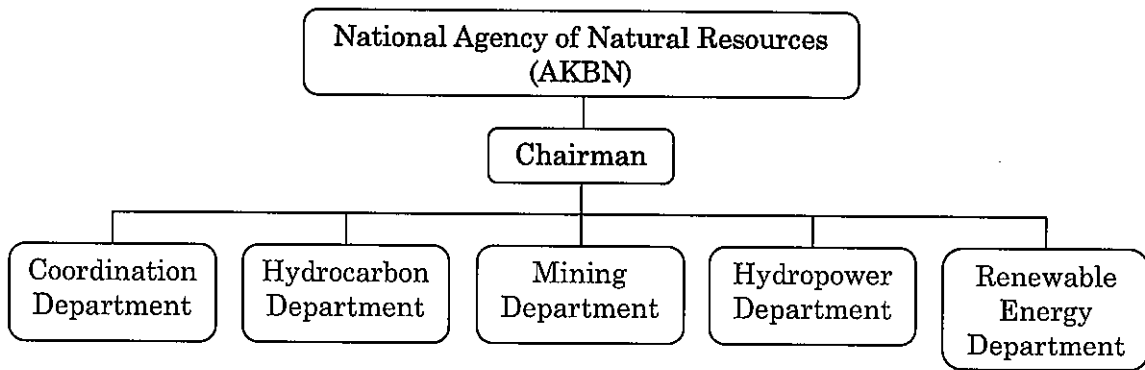 National Agency of Natural Resources
(AKBN)
Chairman
Coordination
Department
Hydrocarbon
Department
Mining
Department
Hydropower
Department
Renewable
Energy
Department